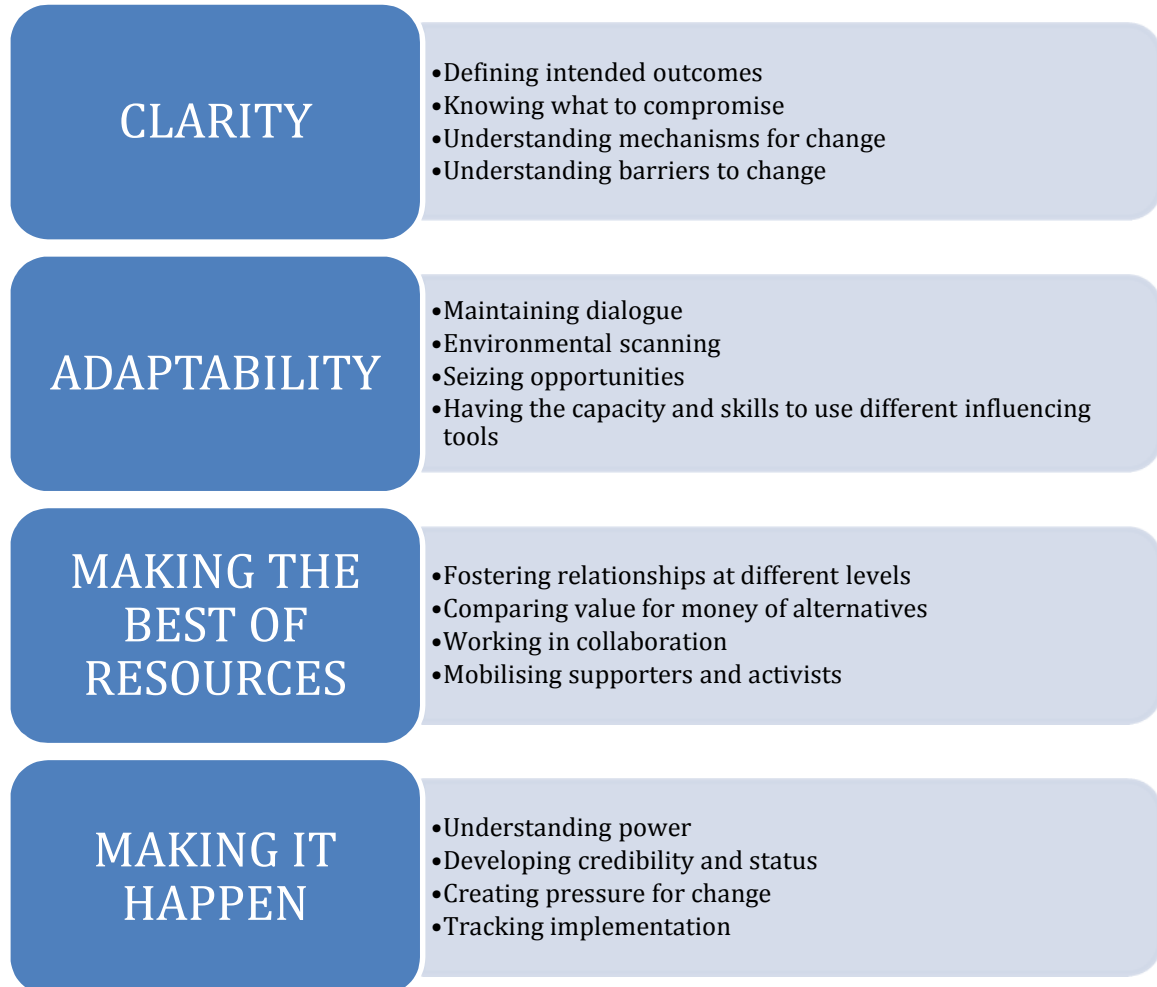 CLARITY
•Defining intended outcomes
•Knowing what to compromise
•Understanding mechanisms for change
•Understanding barriers to change
ADAPTABILITY
•Maintaining dialogue
•Environmental scanning
•Seizing opportunities
•Having the capacity and skills to use different influencing
tools
MAKING THE
BEST OF
RESOURCES
•Fostering relationships at different levels
•Comparing value for money of alternatives
•Working in collaboration
•Mobilising supporters and activists
MAKING IT
HAPPEN
•Understanding power
•Developing credibility and status
•Creating pressure for change
•Tracking implementation